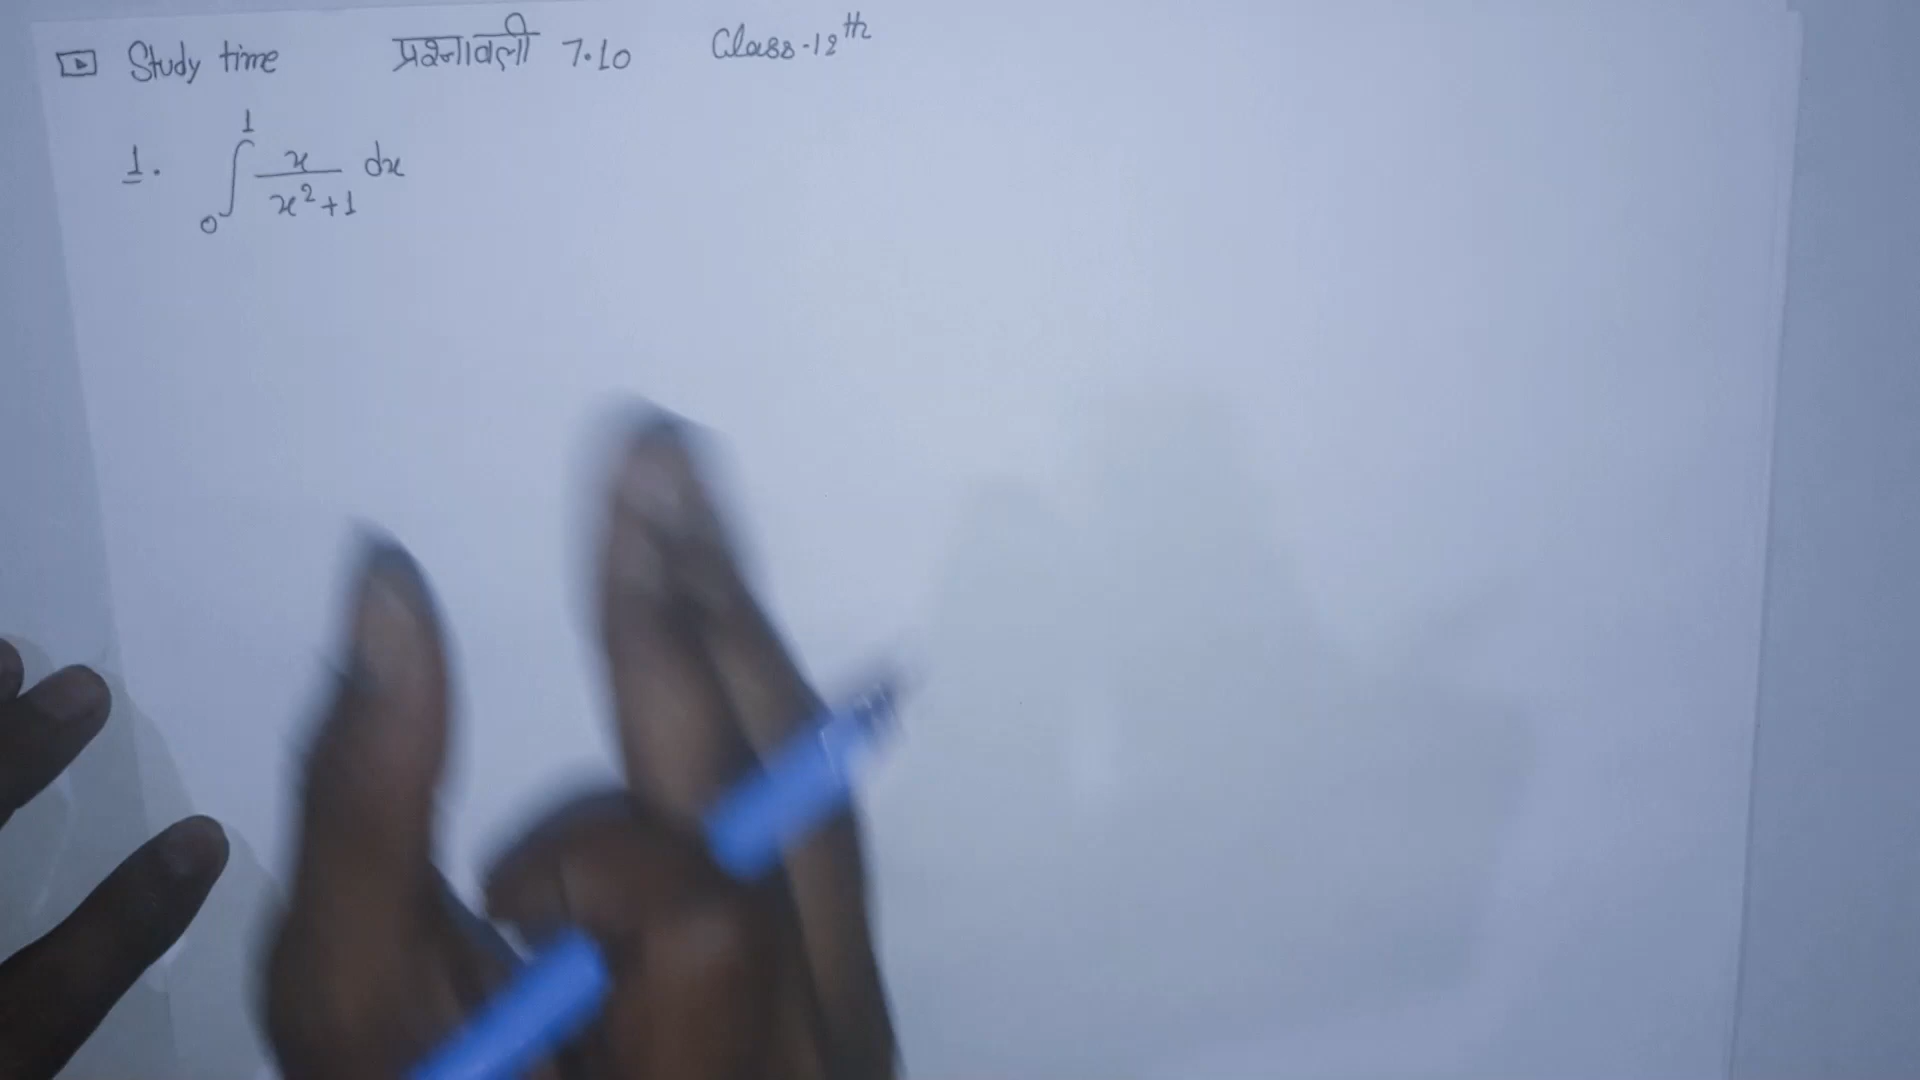 Study time प्रश्नावली 7.10 Class-12th
1. ∫₀¹ x/(x²+1) dx